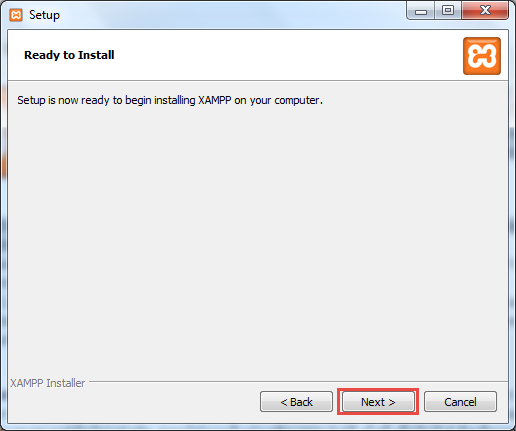 Setup
Ready to Install
Setup is now ready to begin installing XAMPP on your computer.
XAMPP Installer
< Back
Next >
Cancel